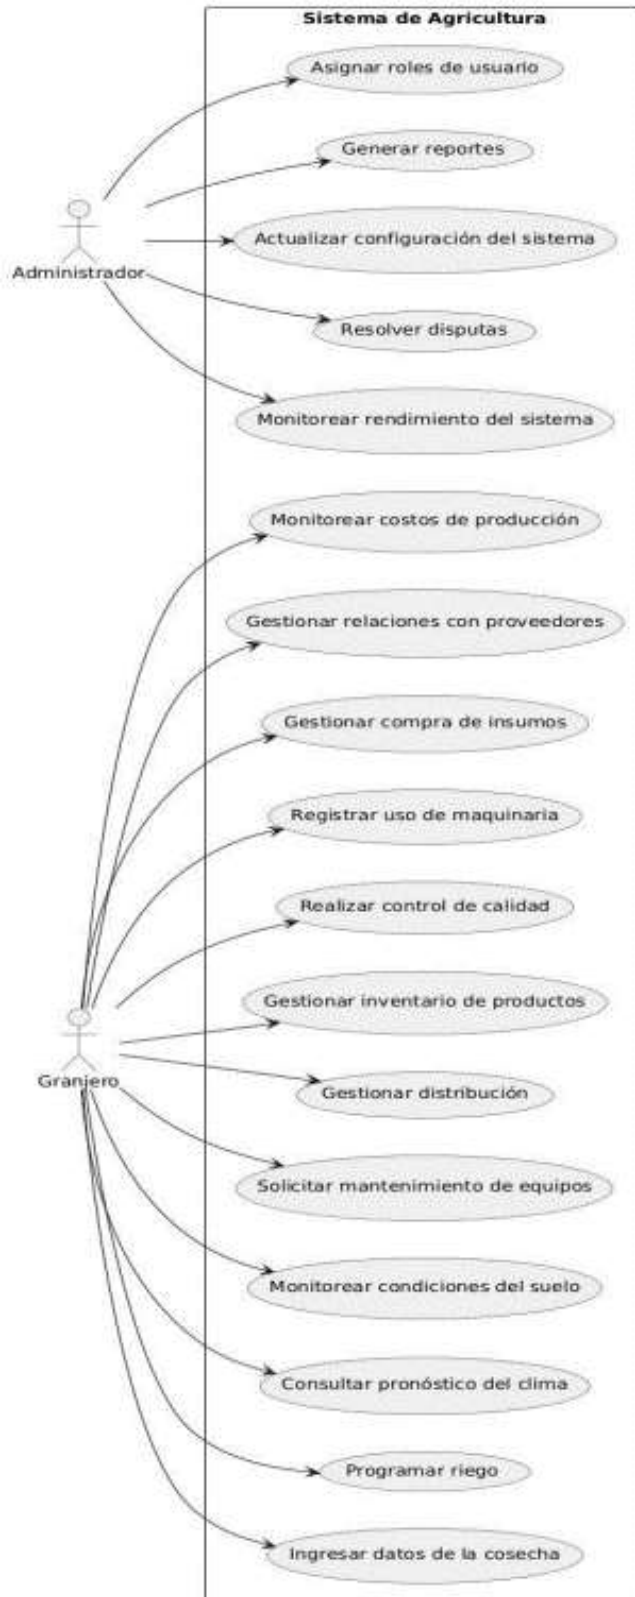 Sistema de Agricultura
Asignar roles de usuario
Generar reportes
Actualizar configuración del sistema
Administrador
Resolver disputas
Monitorear rendimiento del sistema
Monitorear costos de producción
Gestionar relaciones con proveedores
Gestionar compra de insumos
Registrar uso de maquinaria
Realizar control de calidad
Gestionar inventario de productos
Granjero
Gestionar distribución
Solicitar mantenimiento de equipos
Monitorear condiciones del suelo
Consultar pronóstico del clima
Programar riego
Ingresar datos de la cosecha